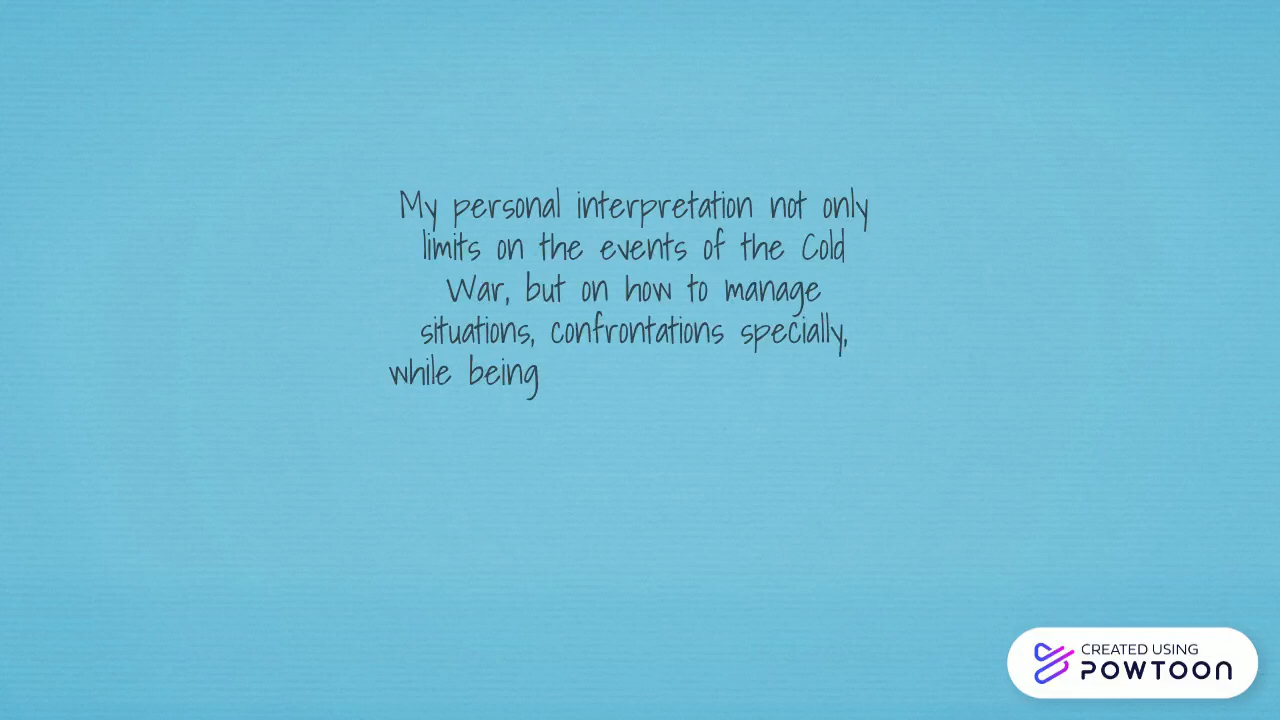 My personal interpretation not only
limits on the events of the Cold
War, but on how to manage
situations, confrontations specially,
while being
CREATED USING
POWTOON